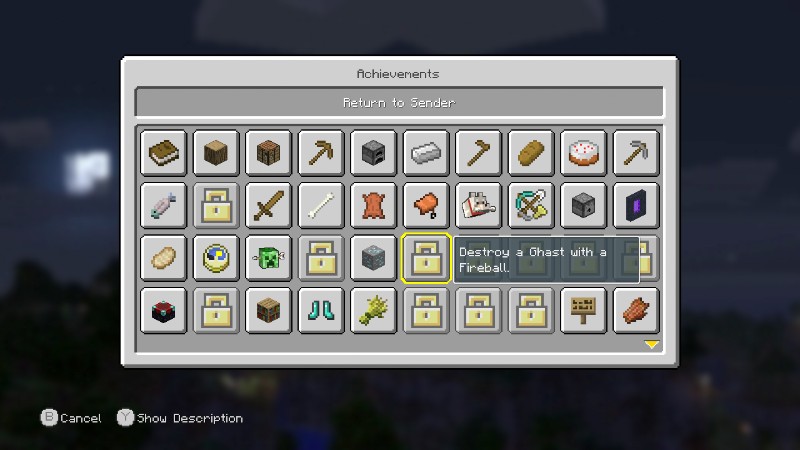 Achievements
Return to Sender
Destroy a Ghast with a
Fireball.
B Cancel Y Show Description